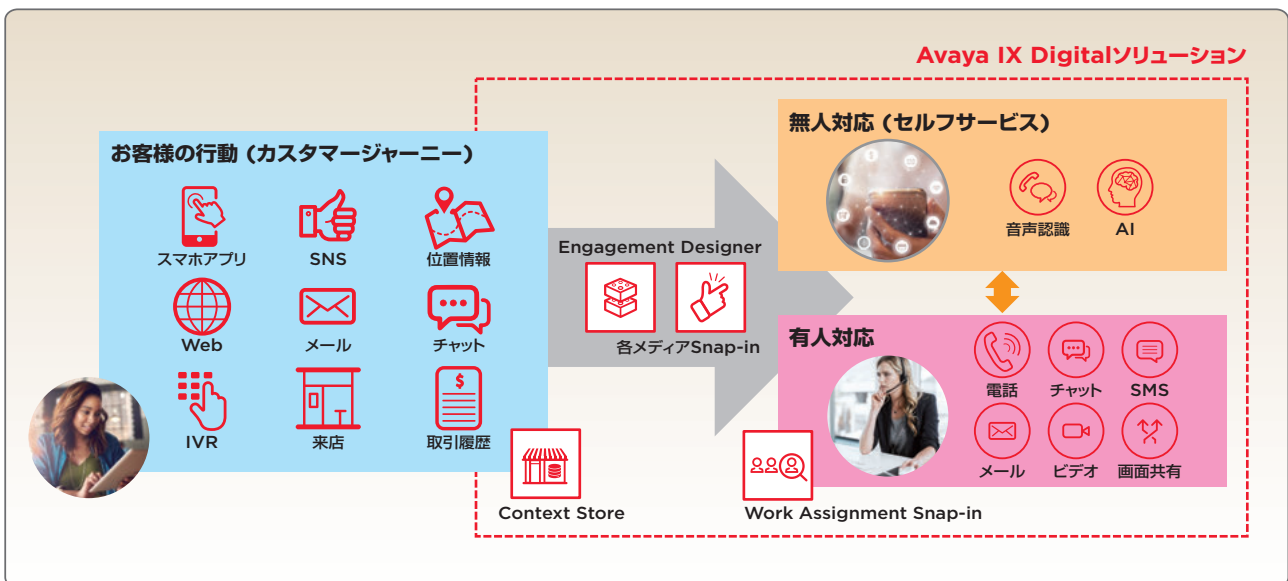 Avaya IX Digitalソリューション
お客様の行動 (カスタマージャーニー)
スマホアプリ
SNS
位置情報
Web
メール
チャット
IVR
来店
取引履歴
Context Store
Engagement Designer
各メディアSnap-in
無人対応 (セルフサービス)
音声認識
AI
有人対応
電話
チャット
SMS
メール
ビデオ
画面共有
Work Assignment Snap-in